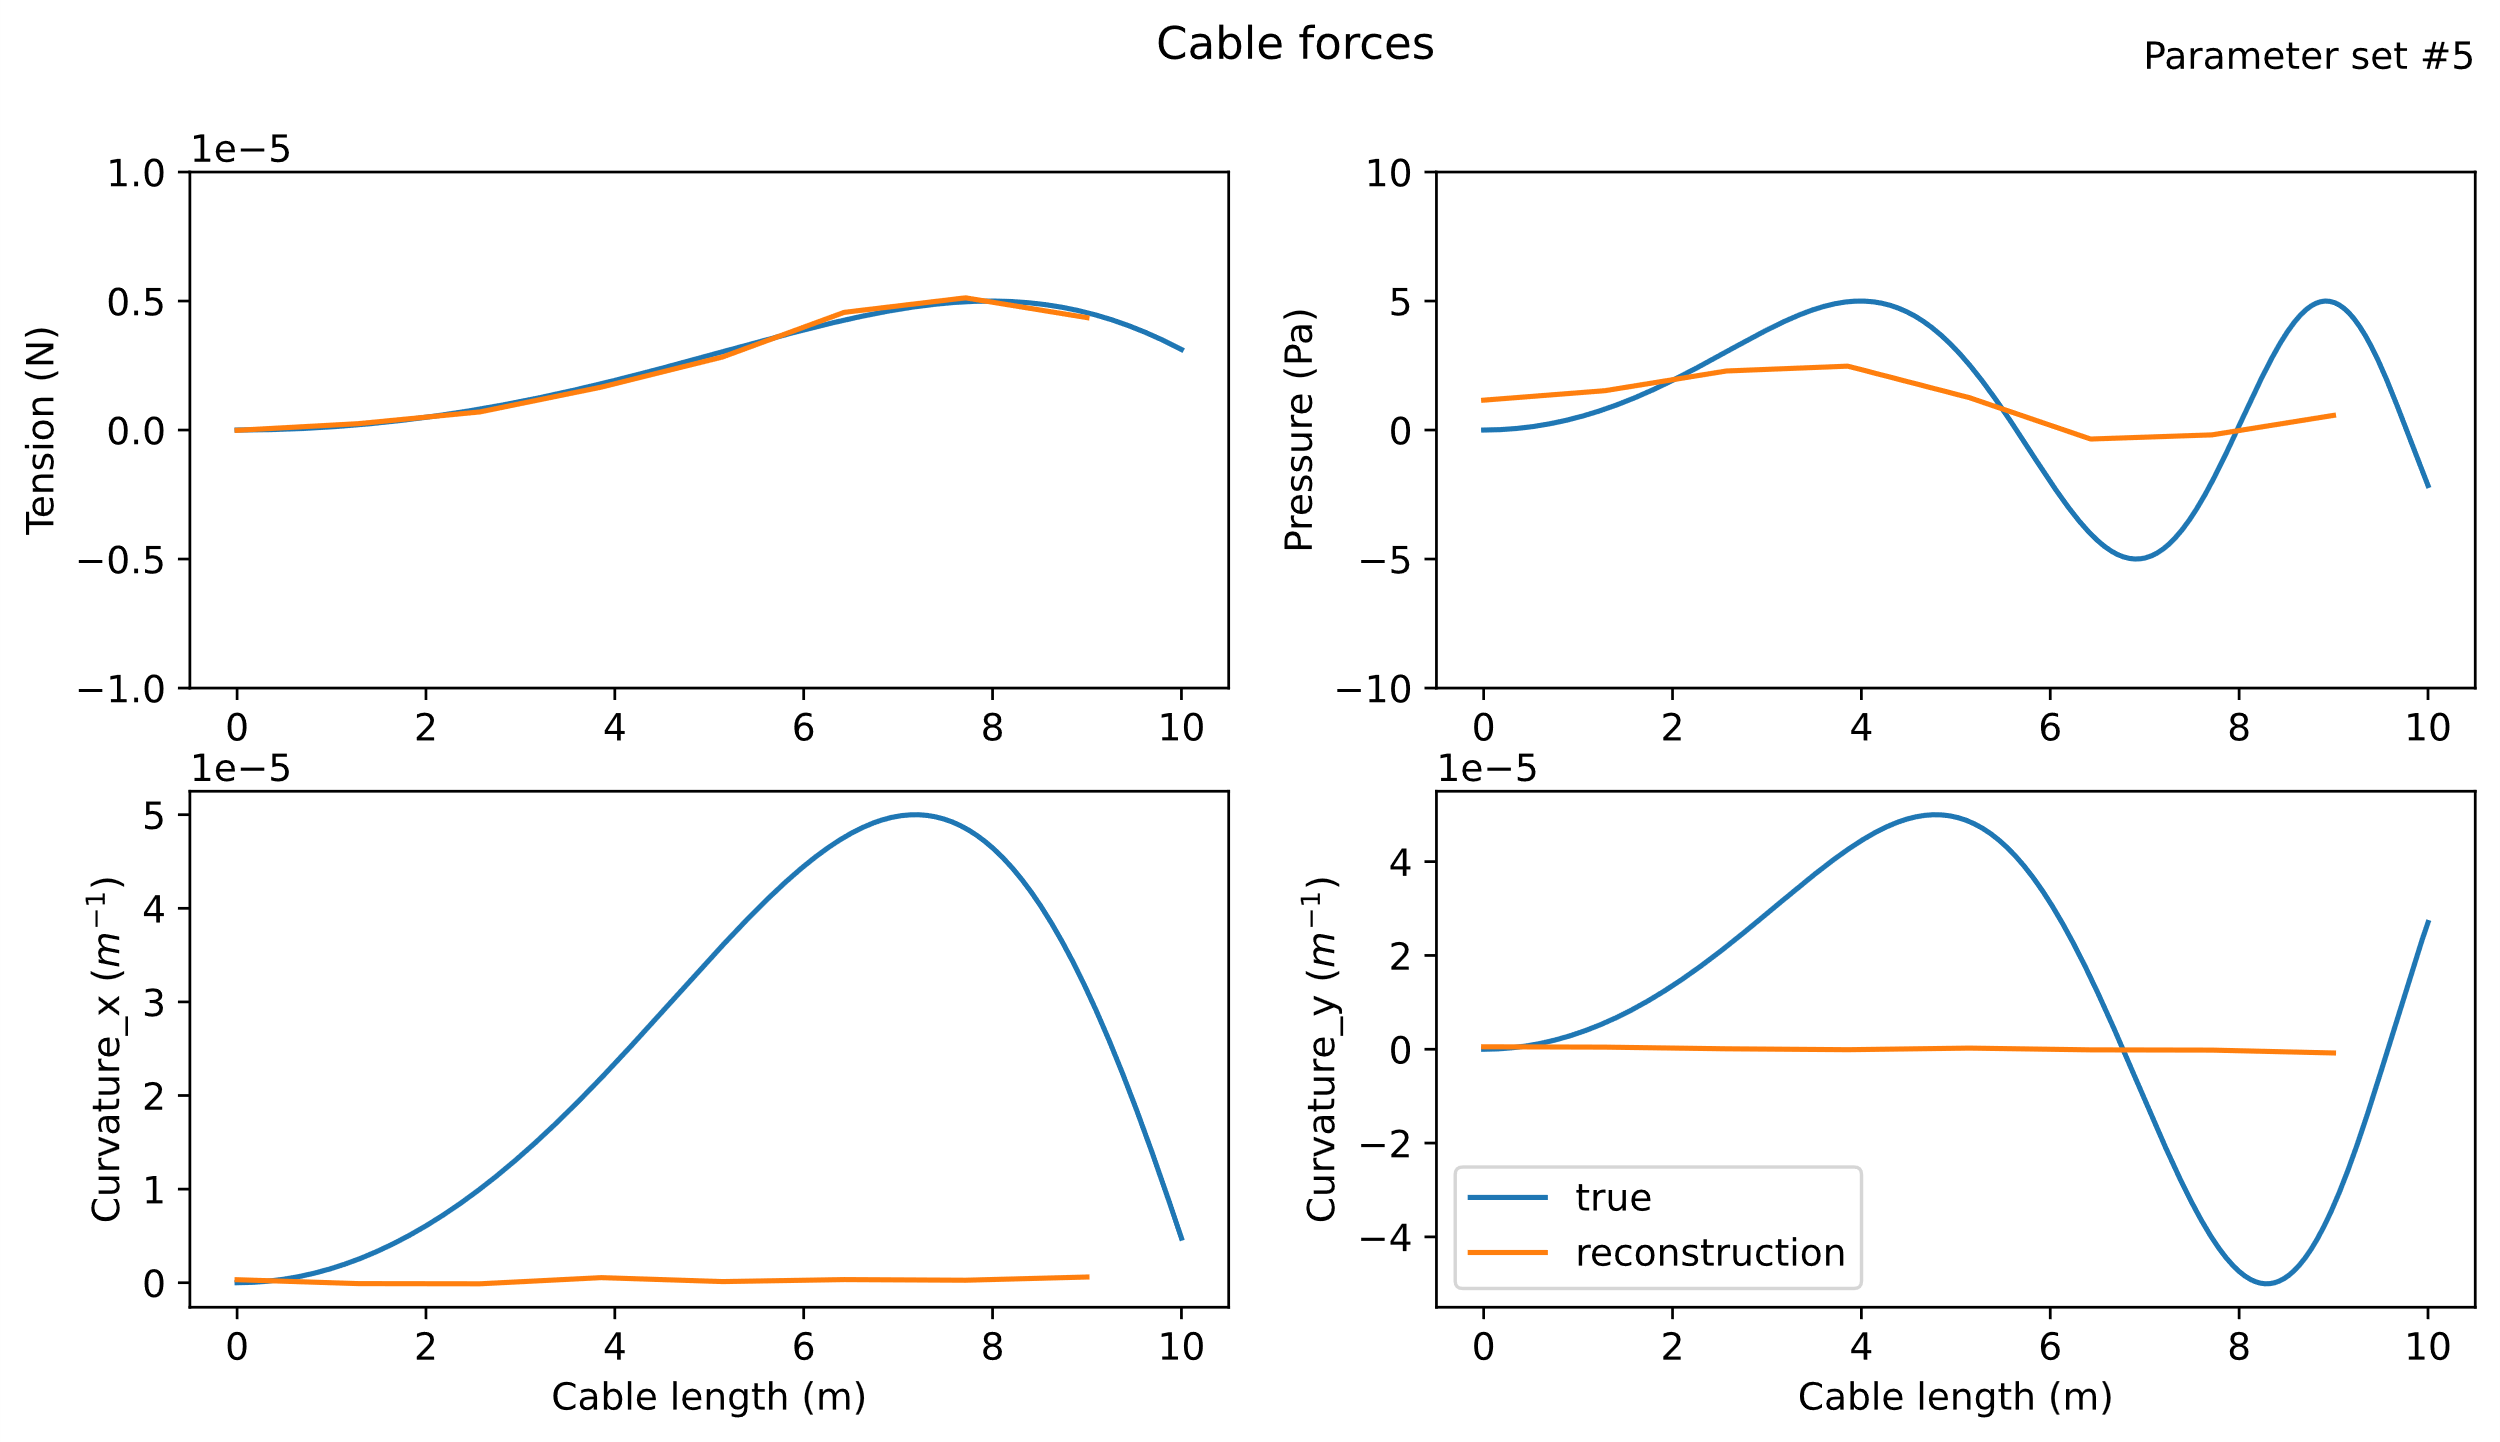 Cable forces
Parameter set #5
1e−5
1.0
0.5
0.0
−0.5
−1.0
Tension (N)
0 2 4 6 8 10
10
5
0
−5
−10
Pressure (Pa)
0 2 4 6 8 10
1e−5
5
4
3
2
1
0
Curvature_x (m⁻¹)
0 2 4 6 8 10
Cable length (m)
1e−5
4
2
0
−2
−4
Curvature_y (m⁻¹)
true
reconstruction
0 2 4 6 8 10
Cable length (m)